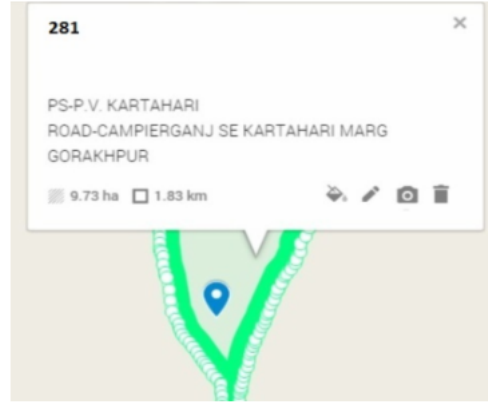 281
PS-P.V. KARTAHARI
ROAD-CAMPIERGANJ SE KARTAHARI MARG
GORAKHPUR
9.73 ha 1.83 km